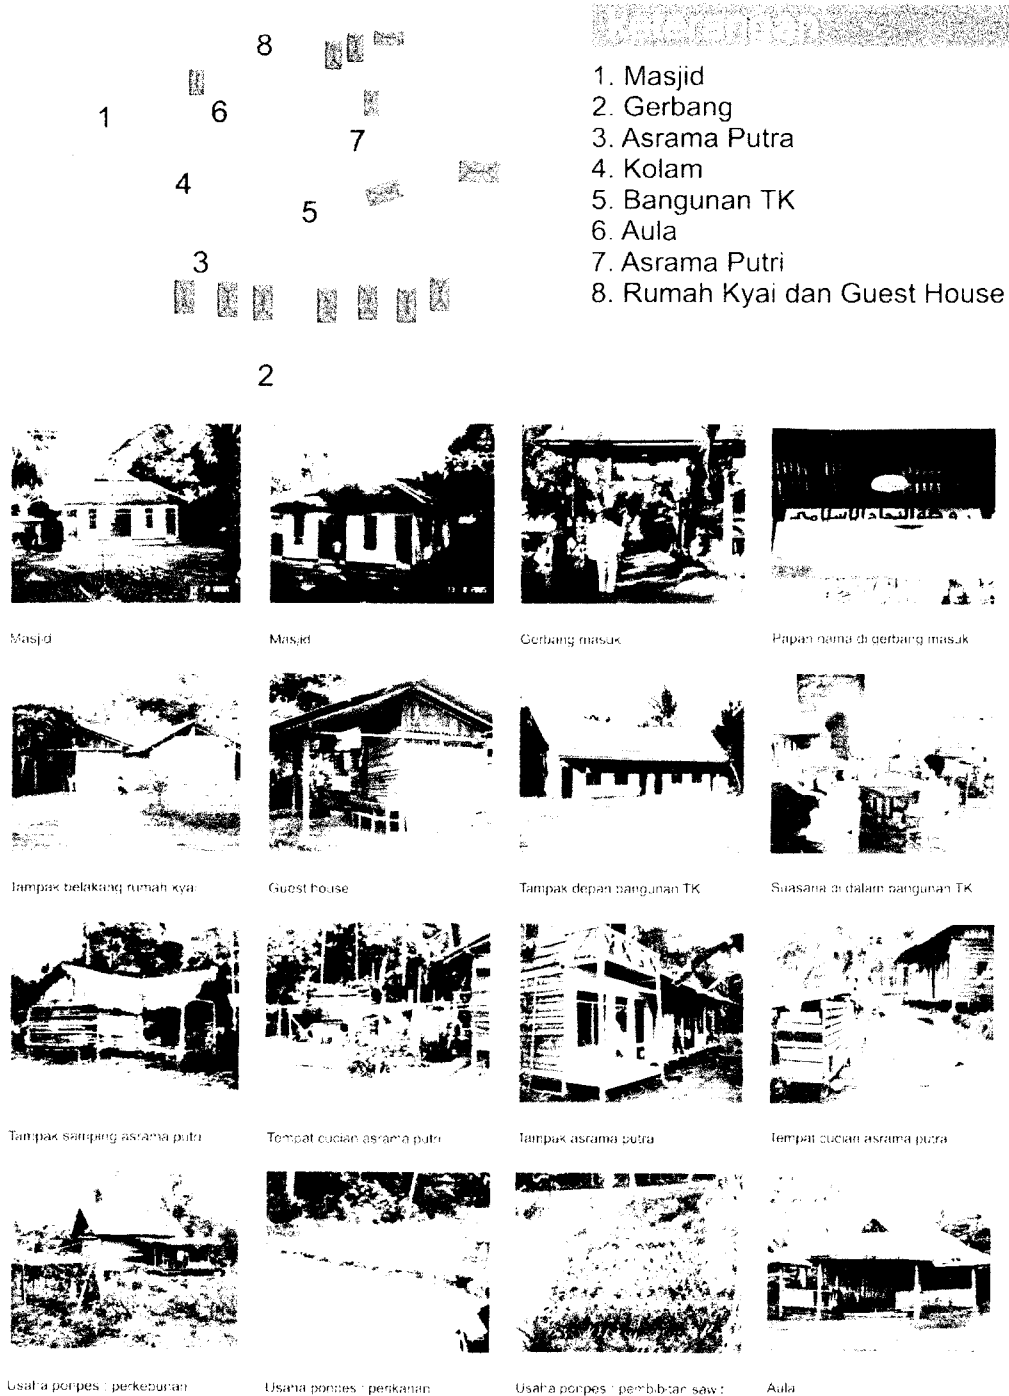 8
6
1
7
4
5
3
2
Keterangan
1. Masjid
2. Gerbang
3. Asrama Putra
4. Kolam
5. Bangunan TK
6. Aula
7. Asrama Putri
8. Rumah Kyai dan Guest House
Masjid
Masjid
Gerbang masuk
Papan nama di gerbang masuk
Tampak belakang rumah kyai
Guest house
Tampak depan bangunan TK
Suasana di dalam bangunan TK
Tampak samping asrama putri
Tempat cucian asrama putri
Tampak asrama putra
Tempat cucian asrama putra
Usaha ponpes : perkebunan
Usaha ponpes : perikanan
Usaha ponpes : pembibitan sawit
Aula